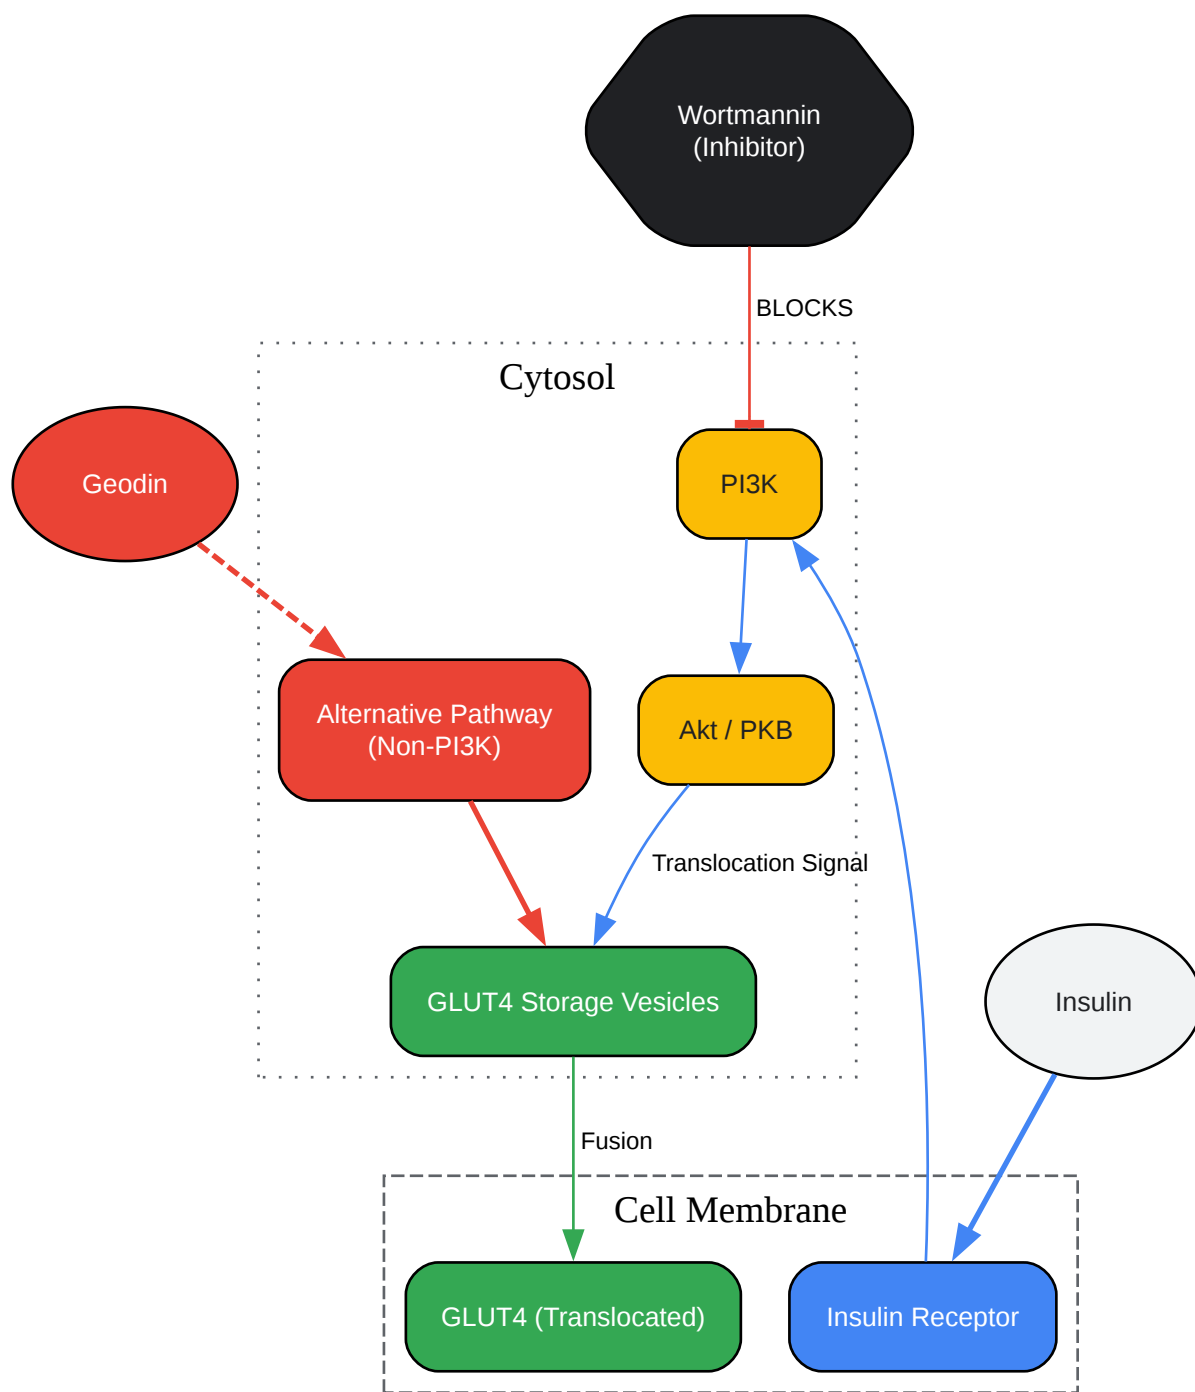 Wortmannin
(Inhibitor)
BLOCKS
Cytosol
Geodin
PI3K
Alternative Pathway
(Non-PI3K)
Akt / PKB
Translocation Signal
GLUT4 Storage Vesicles
Insulin
Fusion
Cell Membrane
GLUT4 (Translocated)
Insulin Receptor